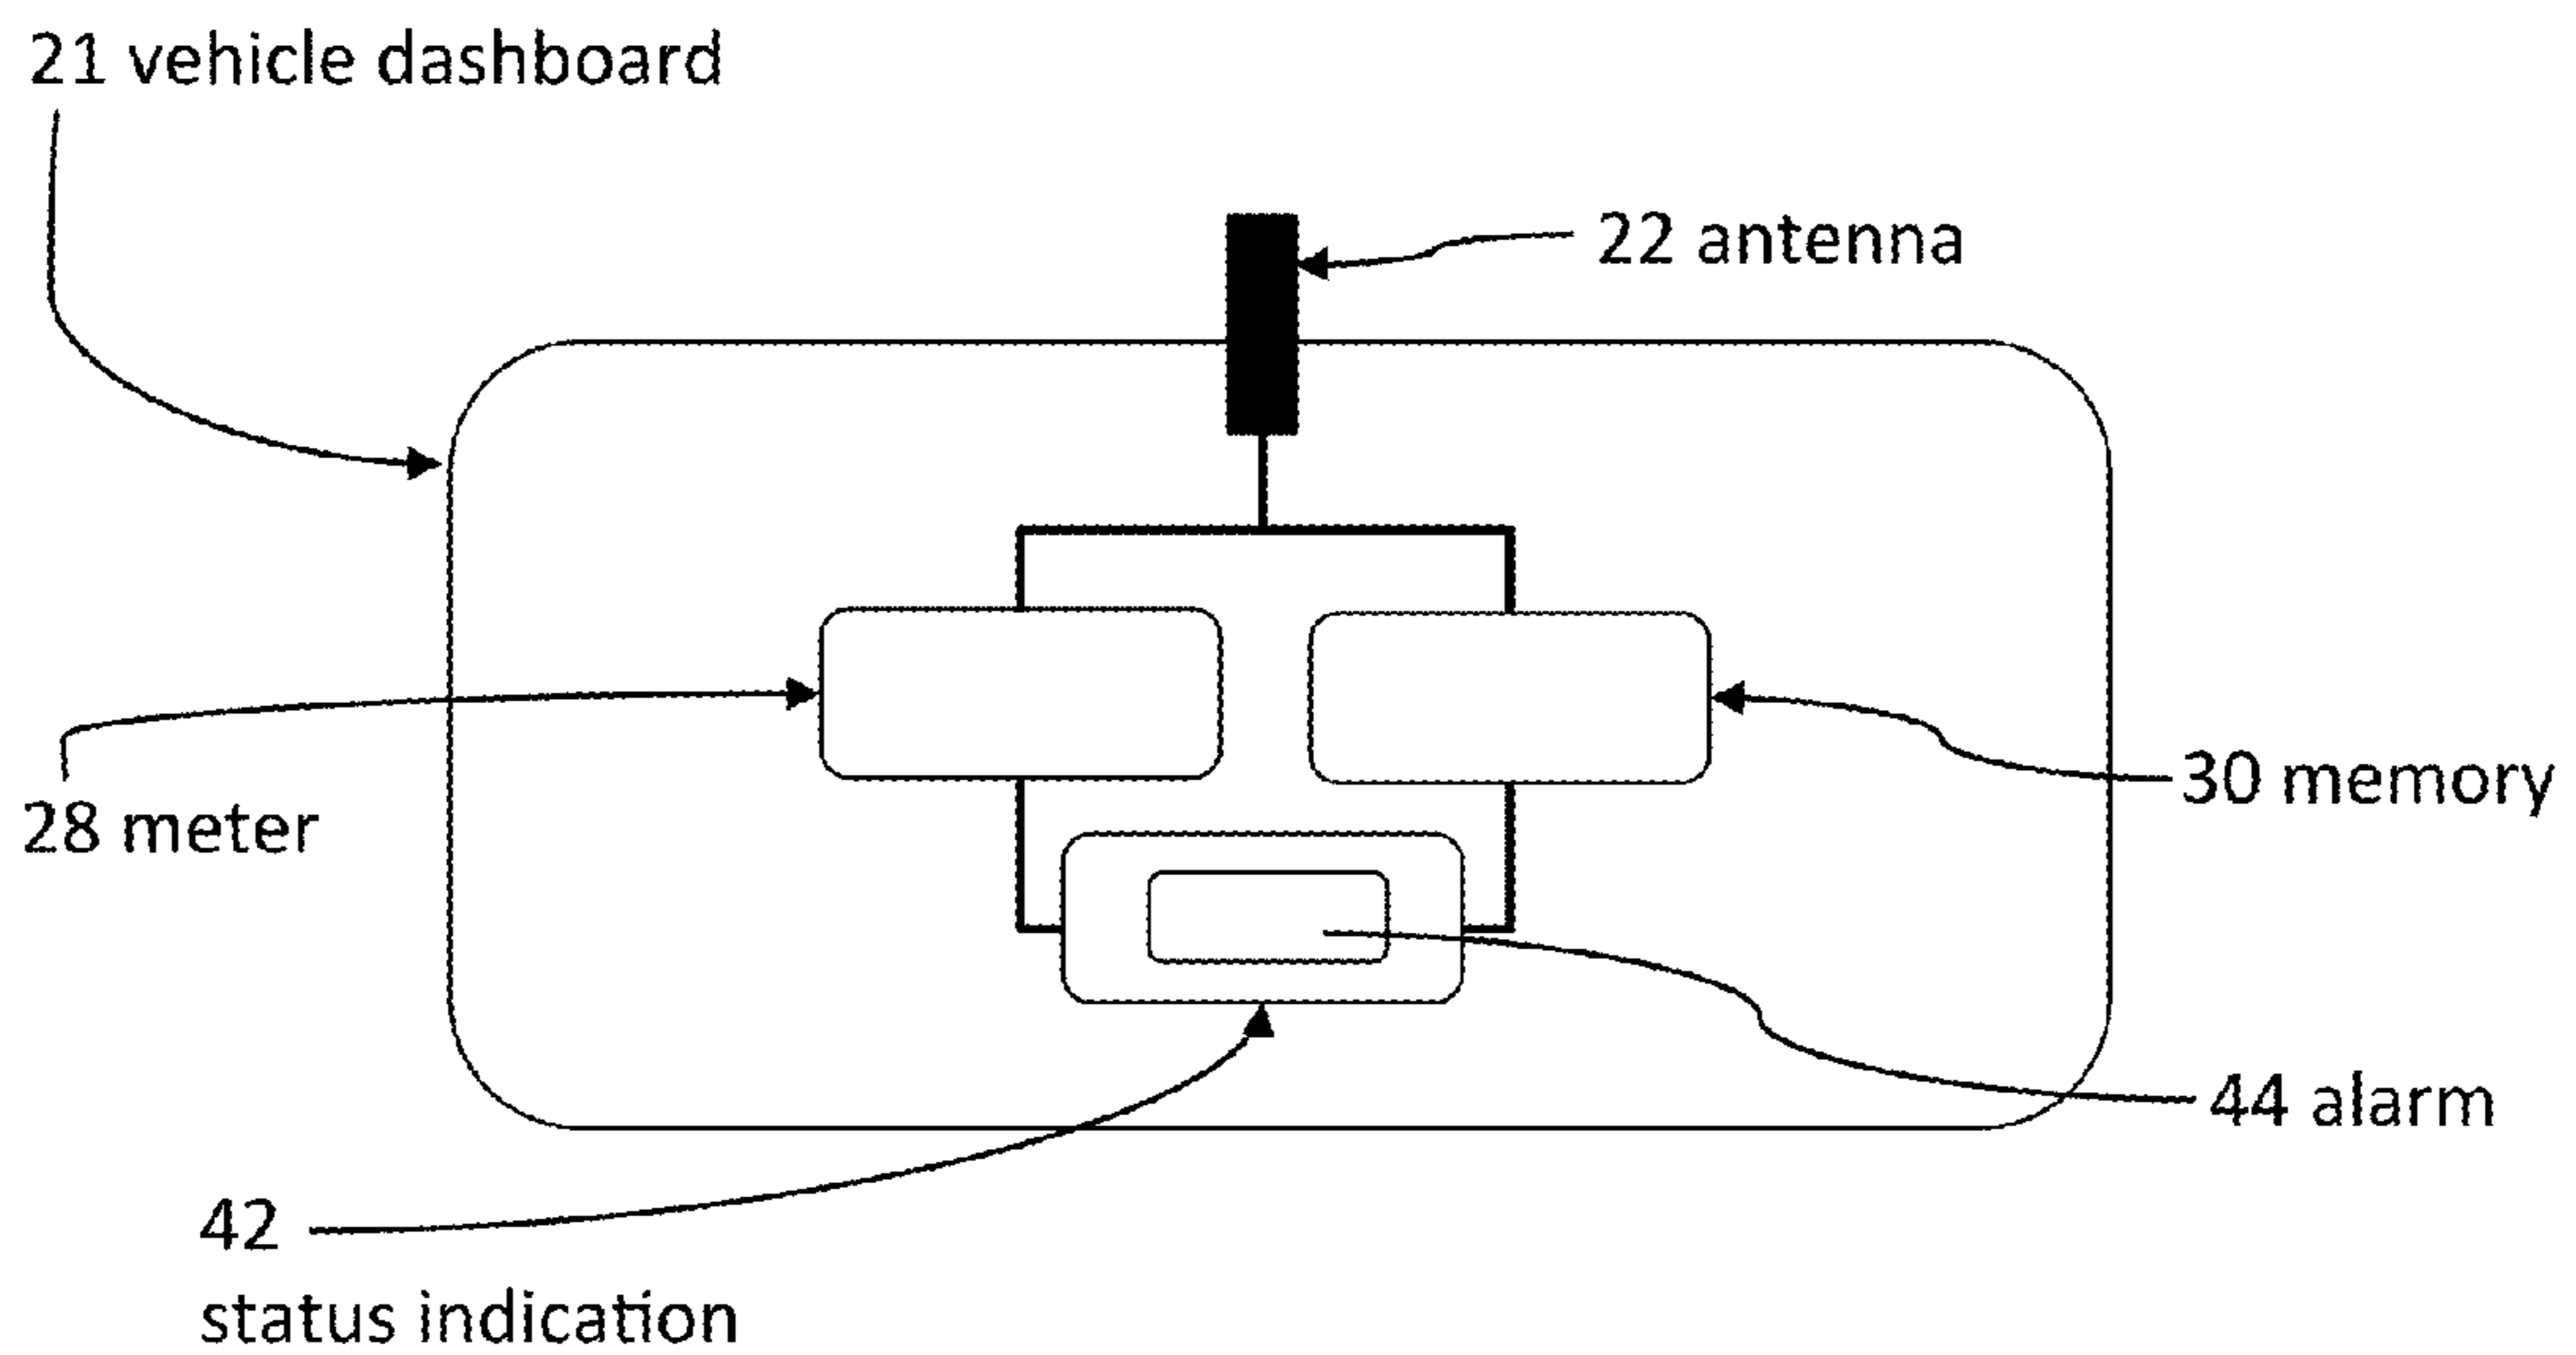 21 vehicle dashboard
22 antenna
28 meter
30 memory
44 alarm
42
status indication